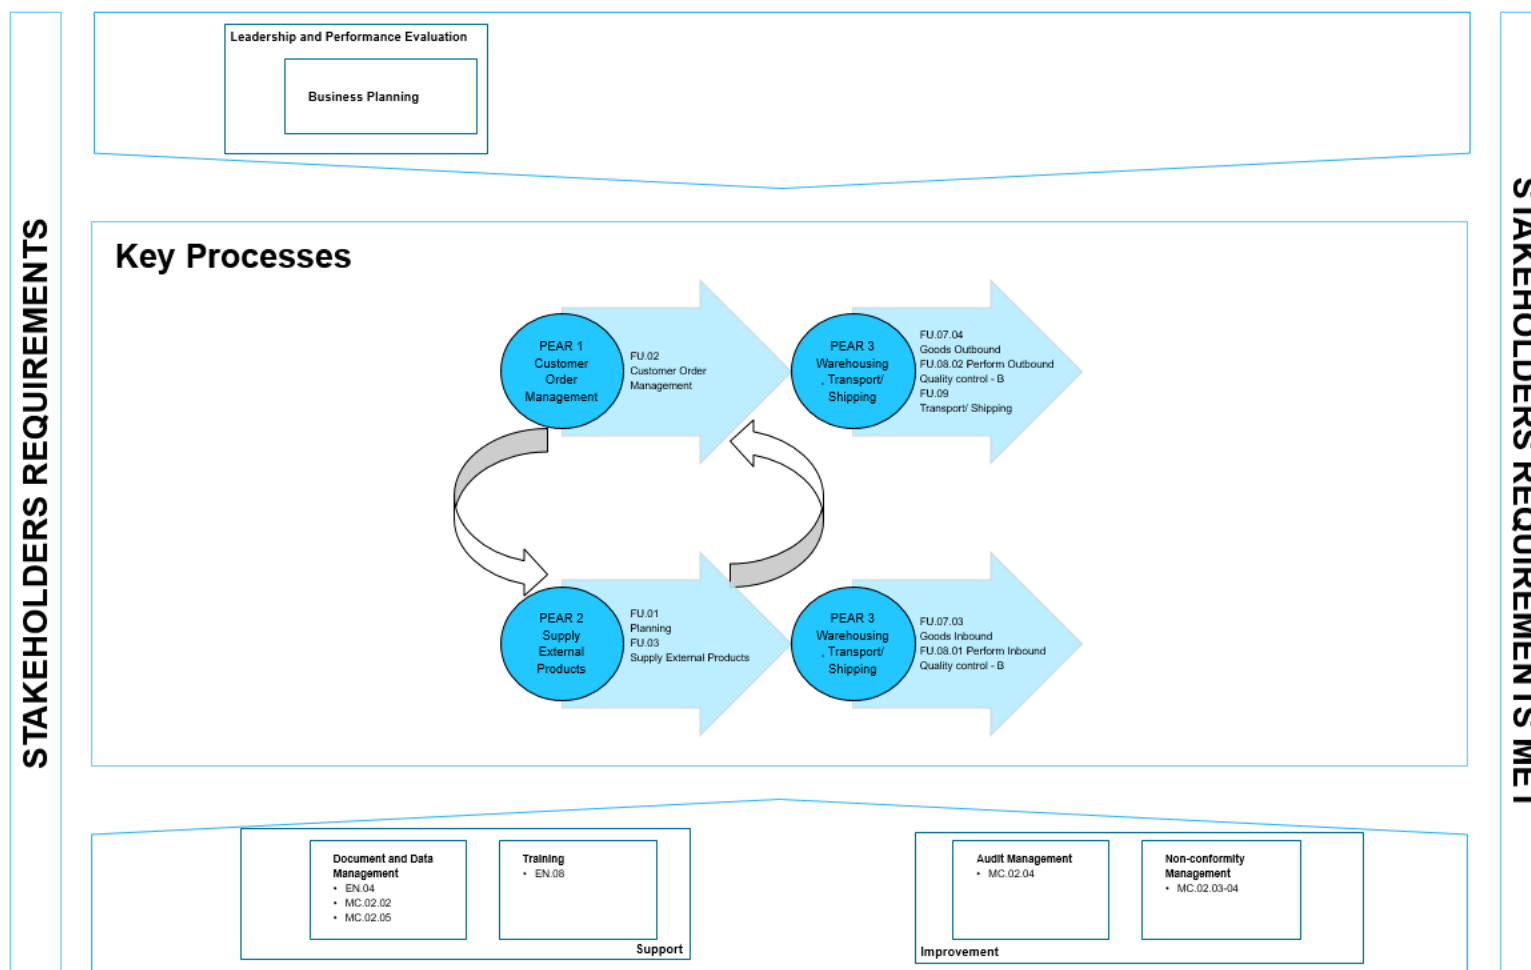 STAKEHOLDERS REQUIREMENTS
Leadership and Performance Evaluation
Business Planning
Key Processes
PEAR 1
Customer
Order
Management
FU.02
Customer Order
Management
PEAR 3
Warehousing
, Transport/
Shipping
FU.07.04
Goods Outbound
FU.08.02 Perform Outbound
Quality control - B
FU.09
Transport/ Shipping
PEAR 2
Supply
External
Products
FU.01
Planning
FU.03
Supply External Products
PEAR 3
Warehousing
, Transport/
Shipping
FU.07.03
Goods Inbound
FU.08.01 Perform Inbound
Quality control - B
Document and Data
Management
• EN.04
• MC.02.02
• MC.02.05
Training
• EN.08
Support
Audit Management
• MC.02.04
Non-conformity
Management
• MC.02.03-04
Improvement
STAKEHOLDERS REQUIREMENTS MET